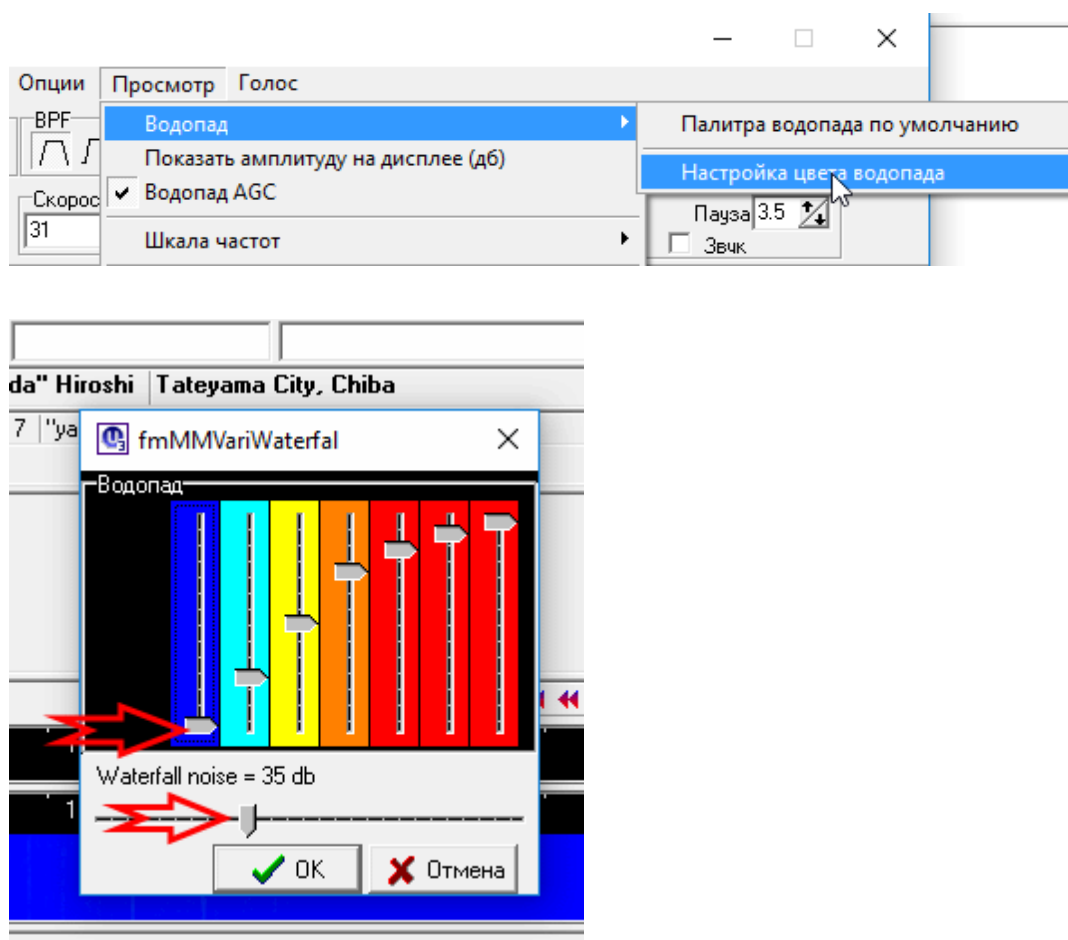 Опции Просмотр Голос
BPF
Водопад
Палитра водопада по умолчанию
Показать амплитуду на дисплее (дб)
Настройка цвета водопада
Скорос
Водопад AGC
31
Пауза 3.5
Шкала частот
Звук
da" Hiroshi Tateyama City, Chiba
7 "ya
fmMMVariWaterfal
Водопад
Waterfall noise = 35 db
1
OK Отмена